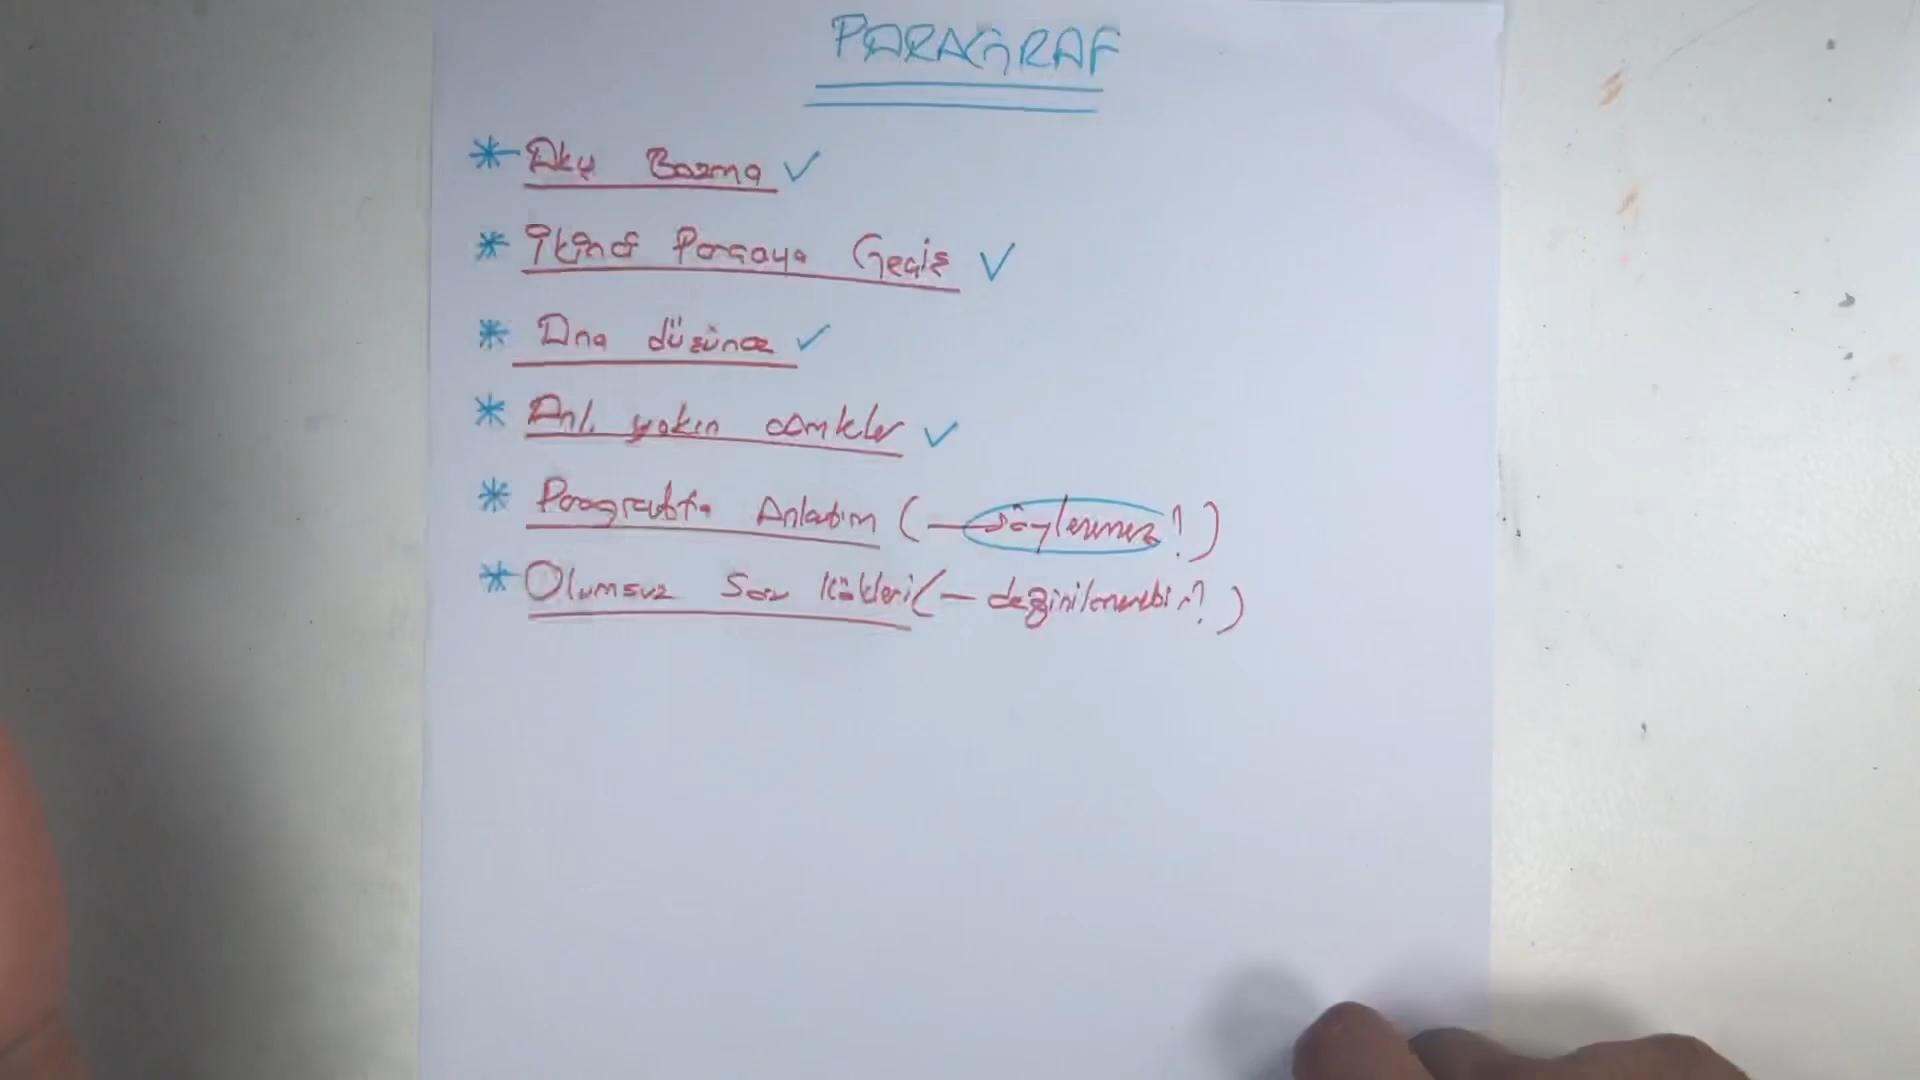 PARAGRAF
* Akış Bozma ✓
* İkinci Parçaya Geçiş ✓
* Ana düşünce ✓
* Anl. yakın cümleler ✓
* Paragrafta Anlatım (— söylenemez?)
* Olumsuz Soru Kökleri (— değinilmemiştir?)